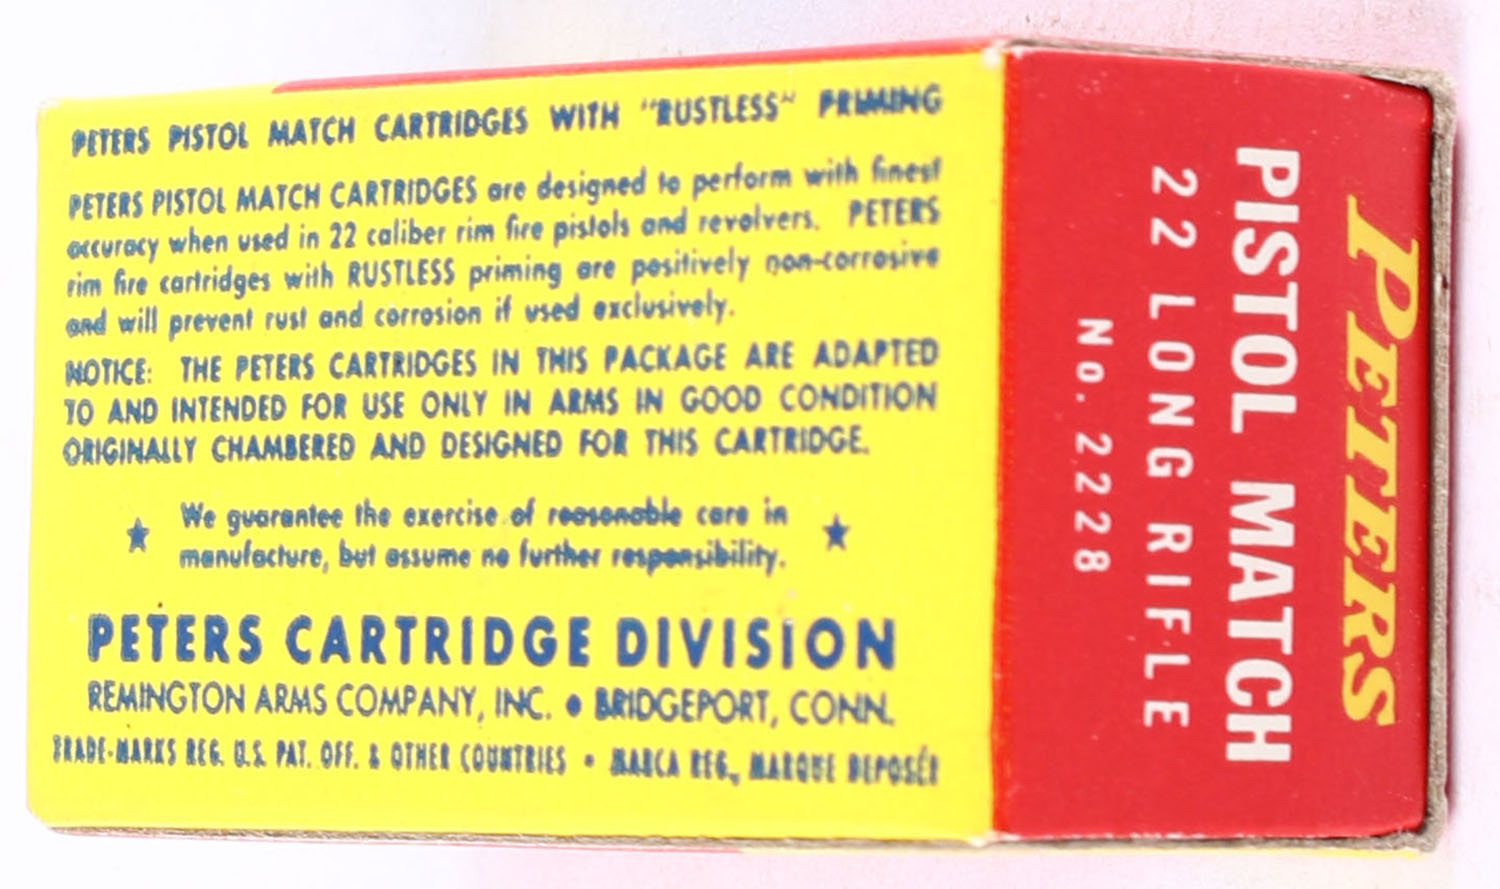 PETERS PISTOL MATCH CARTRIDGES WITH "RUSTLESS" PRIMING
PETERS PISTOL MATCH CARTRIDGES are designed to perform with finest
accuracy when used in 22 caliber rim fire pistols and revolvers. PETERS
rim fire cartridges with RUSTLESS priming are positively non-corrosive
and will prevent rust and corrosion if used exclusively.
NOTICE: THE PETERS CARTRIDGES IN THIS PACKAGE ARE ADAPTED
TO AND INTENDED FOR USE ONLY IN ARMS IN GOOD CONDITION
ORIGINALLY CHAMBERED AND DESIGNED FOR THIS CARTRIDGE.
★ We guarantee the exercise of reasonable care in ★
manufacture, but assume no further responsibility.
PETERS CARTRIDGE DIVISION
REMINGTON ARMS COMPANY, INC. • BRIDGEPORT, CONN.
TRADE-MARKS REG. U.S. PAT. OFF. & OTHER COUNTRIES • MARCA REG., MARQUE DEPOSÉE
PETERS
PISTOL MATCH
22 LONG RIFLE
No. 2228